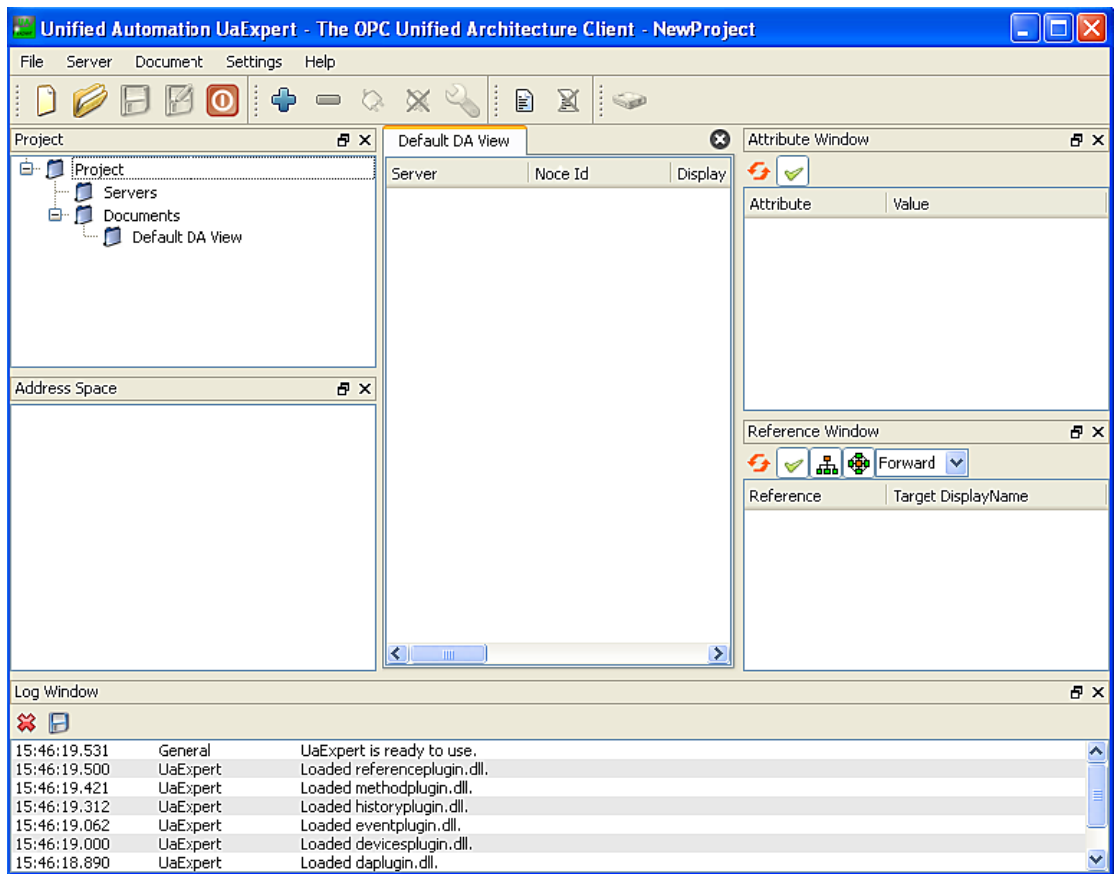 Unified Automation UaExpert - The OPC Unified Architecture Client - NewProject
File Server Document Settings Help
Project
Project
Servers
Documents
Default DA View
Address Space
Default DA View
Server Noce Id Display
Attribute Window
Attribute Value
Reference Window
Forward
Reference Target DisplayName
Log Window
15:46:19.531 General UaExpert is ready to use.
15:46:19.500 UaExpert Loaded referenceplugin.dll.
15:46:19.421 UaExpert Loaded methodplugin.dll.
15:46:19.312 UaExpert Loaded historyplugin.dll.
15:46:19.062 UaExpert Loaded eventplugin.dll.
15:46:19.000 UaExpert Loaded devicesplugin.dll.
15:46:18.890 UaExpert Loaded daplugin.dll.